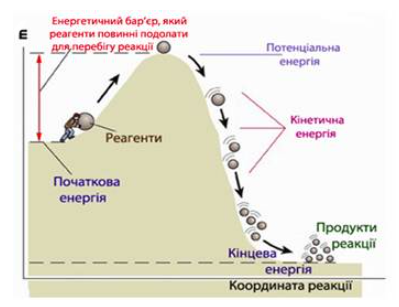 Енергетичний бар'єр, який
реагенти повинні подолати
для перебігу реакції
E
Потенціальна
енергія
Кінетична
енергія
Реагенти
Початкова
енергія
Продукти
реакції
Кінцева
енергія
Координата реакції